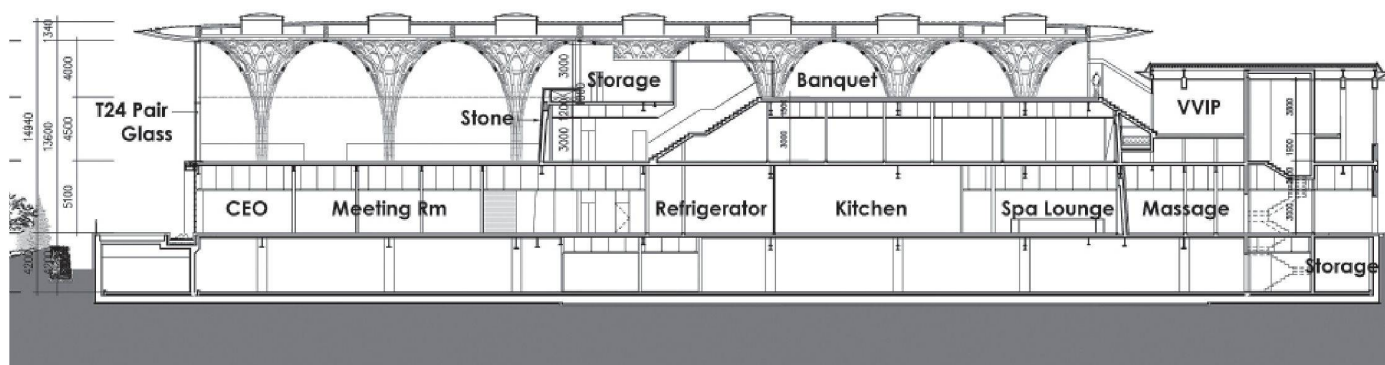 1340
4000
14940
13600
4500
5100
4200
T24 Pair
Glass
3000
Storage
Banquet
VVIP
Stone
3000
3000
CEO
Meeting Rm
Refrigerator
Kitchen
Spa Lounge
Massage
Storage